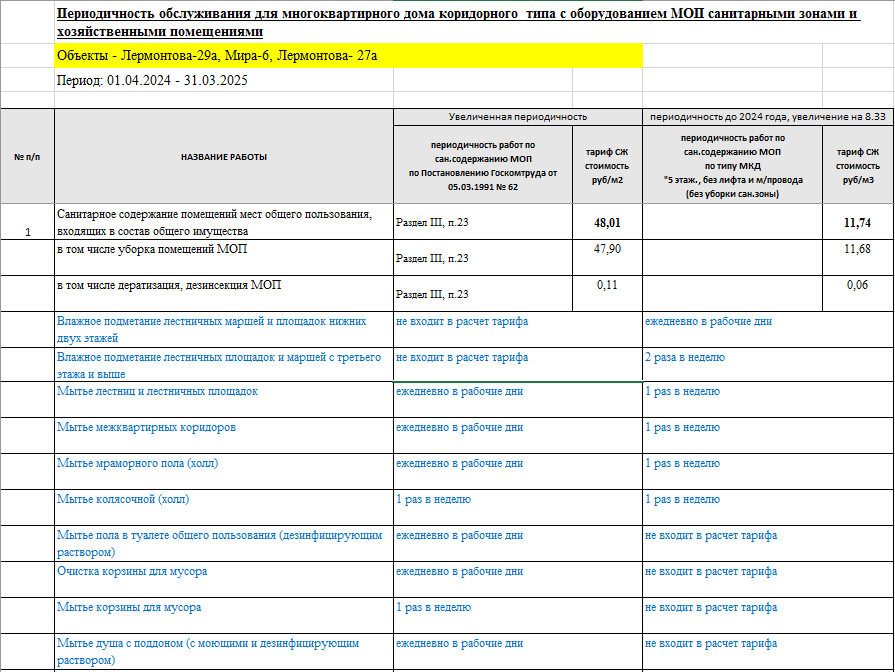 Периодичность обслуживания для многоквартирного дома коридорного типа с оборудованием МОП санитарными зонами и
хозяйственными помещениями
Объекты - Лермонтова-29а, Мира-6, Лермонтова- 27а
Период: 01.04.2024 - 31.03.2025
Увеличенная периодичность
периодичность до 2024 года, увеличение на 8.33
№ п/п
НАЗВАНИЕ РАБОТЫ
периодичность работ по
сан.содержанию МОП
по Постановлению Госкомтруда от
05.03.1991 № 62
тариф СЖ
стоимость
руб/м2
периодичность работ по
сан.содержанию МОП
по типу МКД
"5 этаж., без лифта и м/провода
(без уборки сан.зоны)
тариф СЖ
стоимость
руб/м3
1
Санитарное содержание помещений мест общего пользования,
входящих в состав общего имущества
Раздел III, п.23
48,01
11,74
в том числе уборка помещений МОП
Раздел III, п.23
47,90
11,68
в том числе дератизация, дезинсекция МОП
Раздел III, п.23
0,11
0,06
Влажное подметание лестничных маршей и площадок нижних
двух этажей
не входит в расчет тарифа
ежедневно в рабочие дни
Влажное подметание лестничных площадок и маршей с третьего
этажа и выше
не входит в расчет тарифа
2 раза в неделю
Мытье лестниц и лестничных площадок
ежедневно в рабочие дни
1 раз в неделю
Мытье межквартирных коридоров
ежедневно в рабочие дни
1 раз в неделю
Мытье мраморного пола (холл)
ежедневно в рабочие дни
1 раз в неделю
Мытье колясочной (холл)
1 раз в неделю
1 раз в неделю
Мытье пола в туалете общего пользования (дезинфицирующим
раствором)
ежедневно в рабочие дни
не входит в расчет тарифа
Очистка корзины для мусора
ежедневно в рабочие дни
не входит в расчет тарифа
Мытье корзины для мусора
1 раз в неделю
не входит в расчет тарифа
Мытье душа с поддоном (с моющими и дезинфицирующим
раствором)
ежедневно в рабочие дни
не входит в расчет тарифа